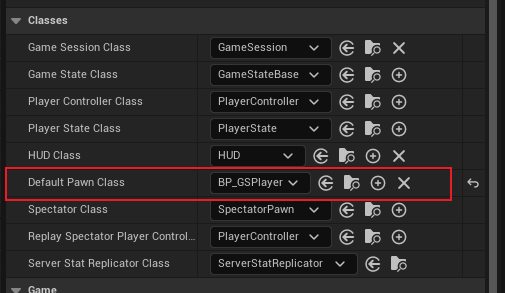 Classes
Game Session Class GameSession
Game State Class GameStateBase
Player Controller Class PlayerController
Player State Class PlayerState
HUD Class HUD
Default Pawn Class BP_GSPlayer
Spectator Class SpectatorPawn
Replay Spectator Player Control... PlayerController
Server Stat Replicator Class ServerStatReplicator
Game